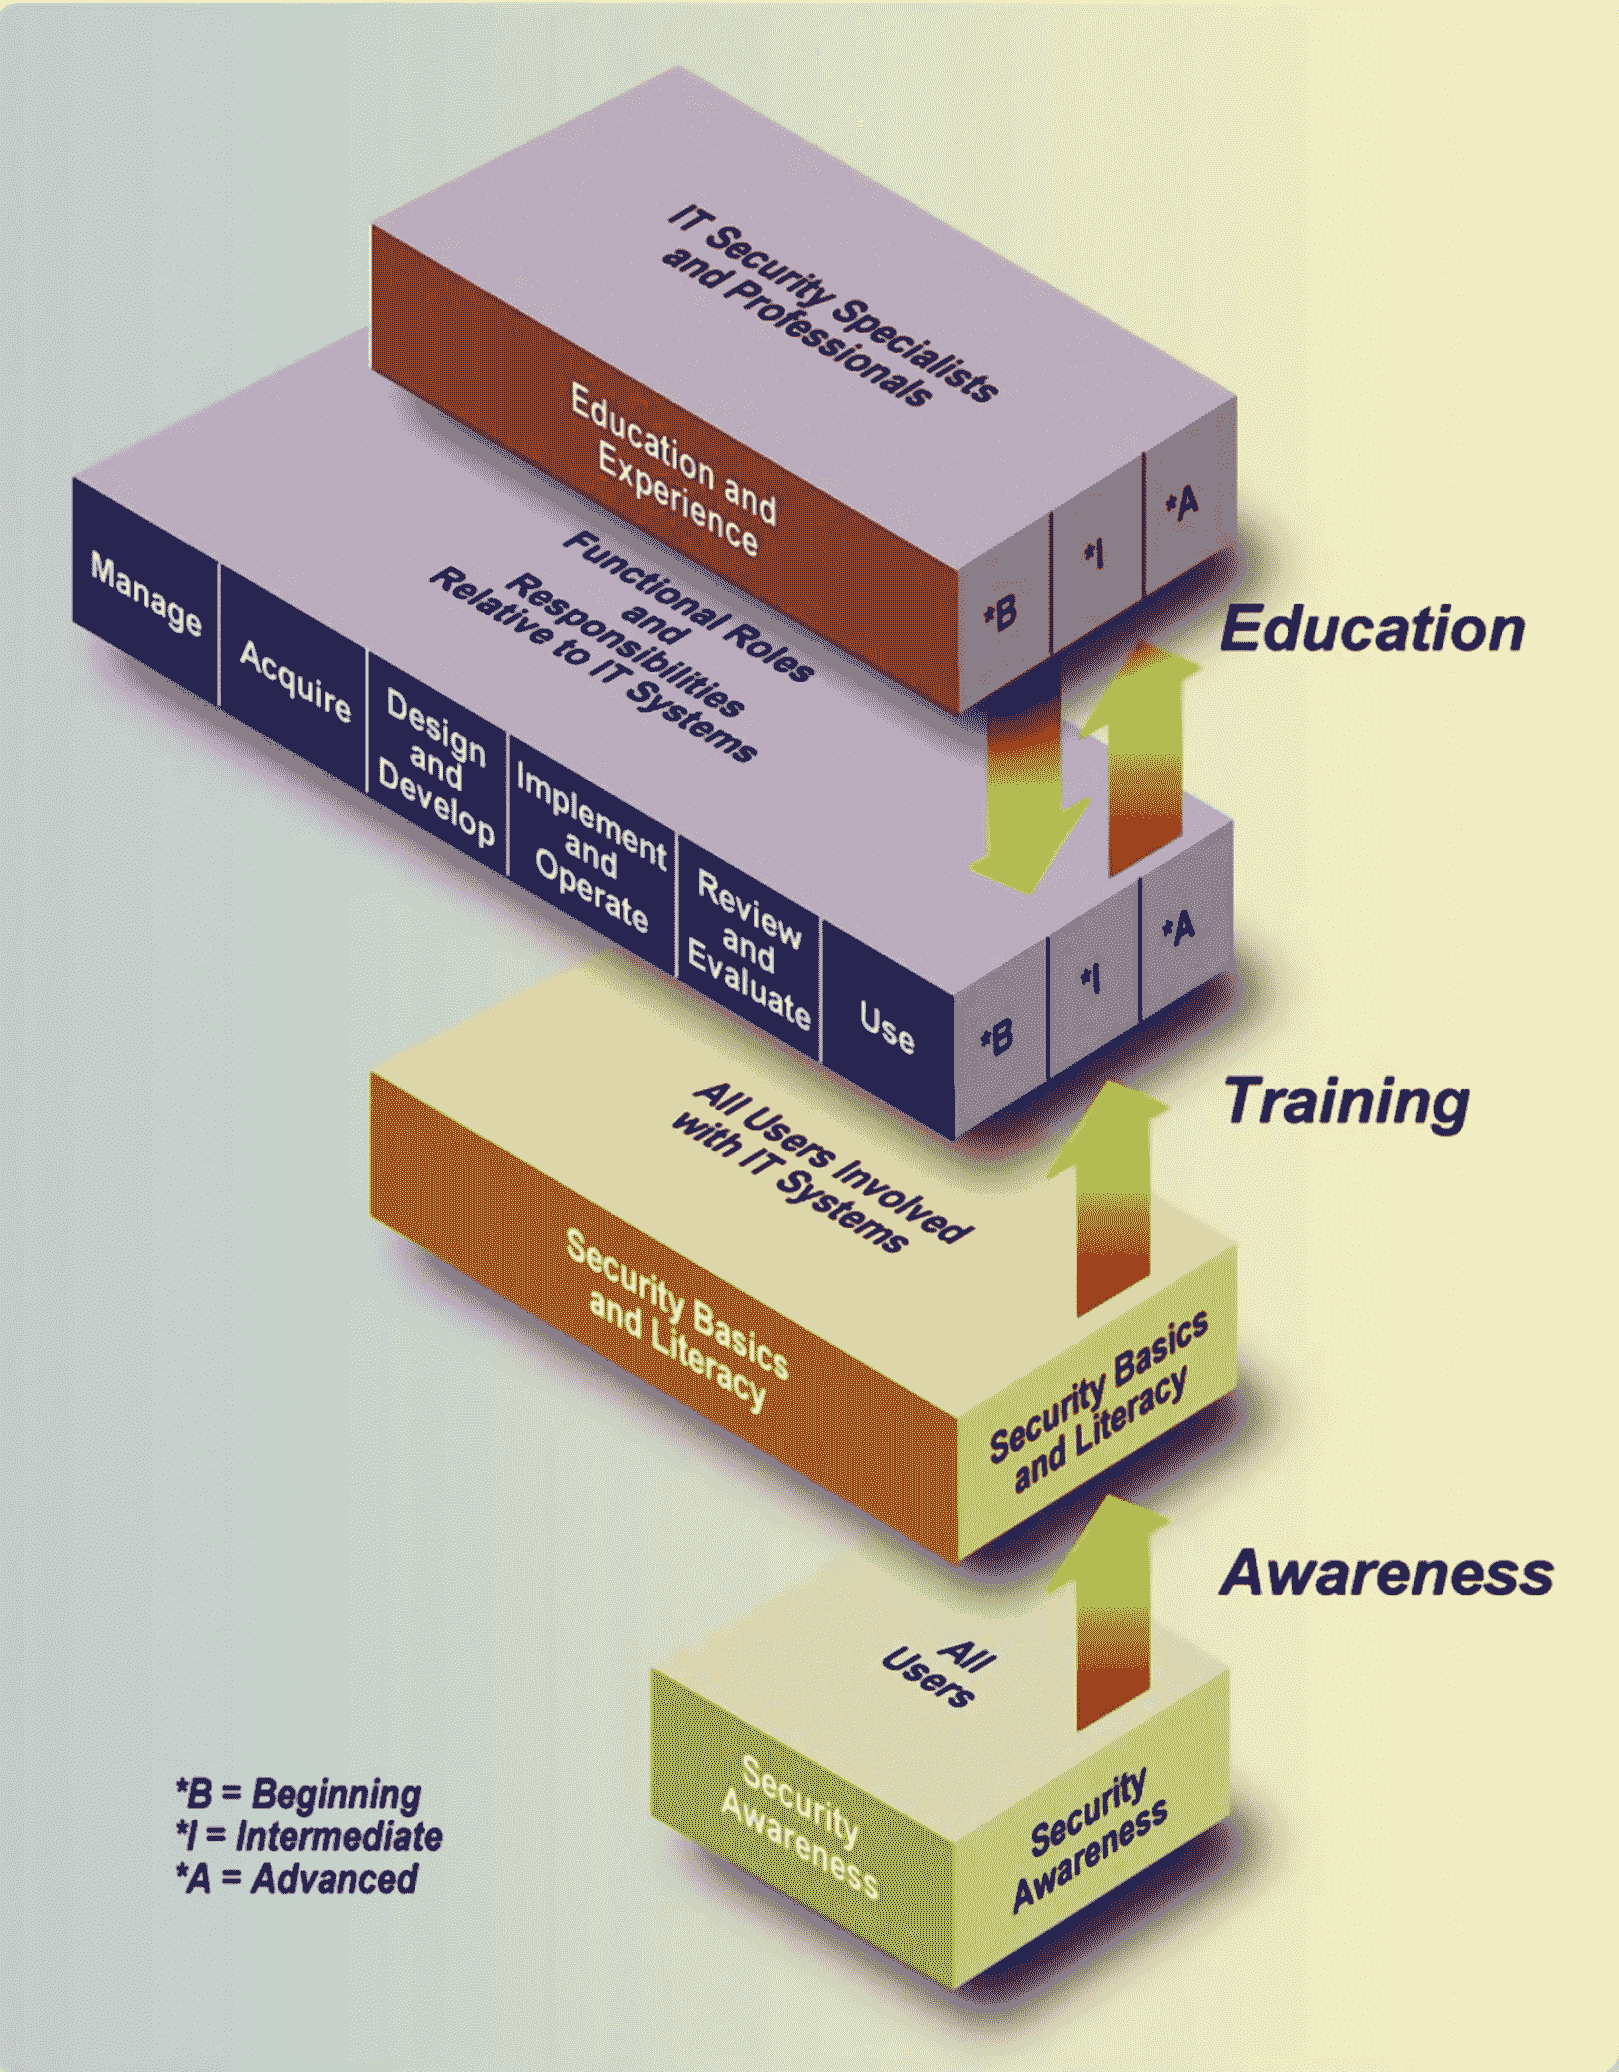 IT Security Specialists
and Professionals
Education and
Experience
*B
*I
*A
Education
Functional Roles
and
Responsibilities
Relative to IT Systems
Manage
Acquire
Design
and
Develop
Implement
and
Operate
Review
and
Evaluate
Use
*B
*I
*A
Training
All Users Involved
with IT Systems
Security Basics
and Literacy
Security Basics
and Literacy
Awareness
All
Users
Security
Awareness
Security
Awareness
*B = Beginning
*I = Intermediate
*A = Advanced